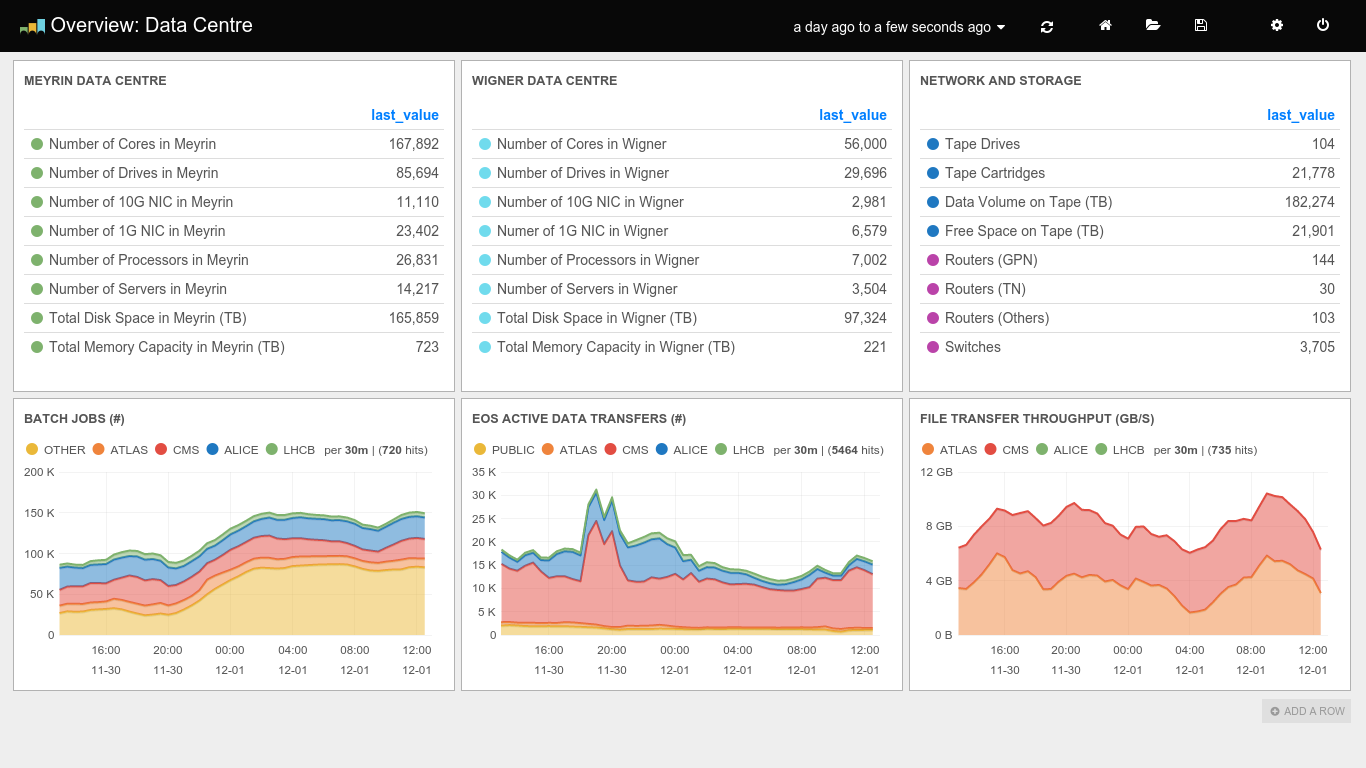 Overview: Data Centre
a day ago to a few seconds ago
MEYRIN DATA CENTRE
last_value
Number of Cores in Meyrin 167,892
Number of Drives in Meyrin 85,694
Number of 10G NIC in Meyrin 11,110
Number of 1G NIC in Meyrin 23,402
Number of Processors in Meyrin 26,831
Number of Servers in Meyrin 14,217
Total Disk Space in Meyrin (TB) 165,859
Total Memory Capacity in Meyrin (TB) 723
WIGNER DATA CENTRE
last_value
Number of Cores in Wigner 56,000
Number of Drives in Wigner 29,696
Number of 10G NIC in Wigner 2,981
Numer of 1G NIC in Wigner 6,579
Number of Processors in Wigner 7,002
Number of Servers in Wigner 3,504
Total Disk Space in Wigner (TB) 97,324
Total Memory Capacity in Wigner (TB) 221
NETWORK AND STORAGE
last_value
Tape Drives 104
Tape Cartridges 21,778
Data Volume on Tape (TB) 182,274
Free Space on Tape (TB) 21,901
Routers (GPN) 144
Routers (TN) 30
Routers (Others) 103
Switches 3,705
BATCH JOBS (#)
OTHER ATLAS CMS ALICE LHCB per 30m | (720 hits)
200 K
150 K
100 K
50 K
0
16:00 20:00 00:00 04:00 08:00 12:00
11-30 11-30 12-01 12-01 12-01 12-01
EOS ACTIVE DATA TRANSFERS (#)
PUBLIC ATLAS CMS ALICE LHCB per 30m | (5464 hits)
35 K
30 K
25 K
20 K
15 K
10 K
5 K
0
16:00 20:00 00:00 04:00 08:00 12:00
11-30 11-30 12-01 12-01 12-01 12-01
FILE TRANSFER THROUGHPUT (GB/S)
ATLAS CMS ALICE LHCB per 30m | (735 hits)
12 GB
8 GB
4 GB
0 B
16:00 20:00 00:00 04:00 08:00 12:00
11-30 11-30 12-01 12-01 12-01 12-01
ADD A ROW